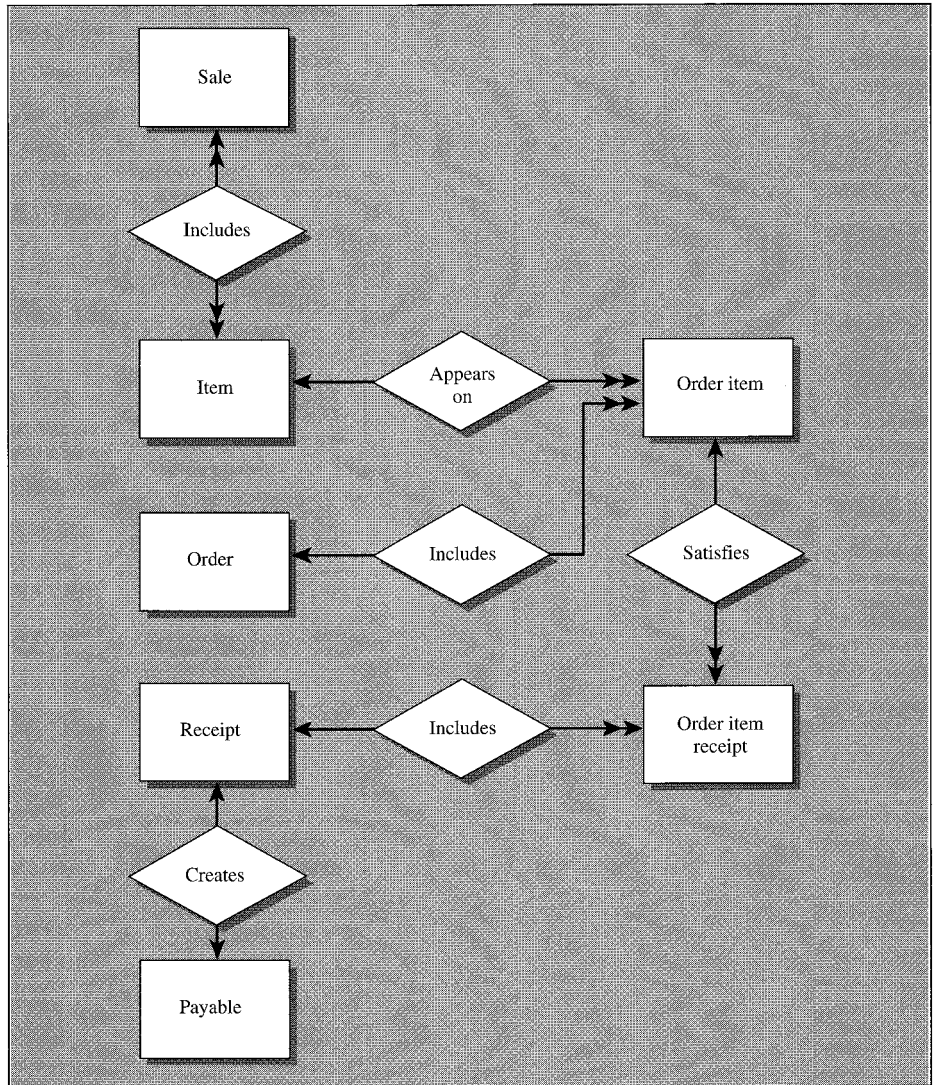 Sale
Includes
Item
Appears
on
Order item
Order
Includes
Satisfies
Receipt
Includes
Order item
receipt
Creates
Payable